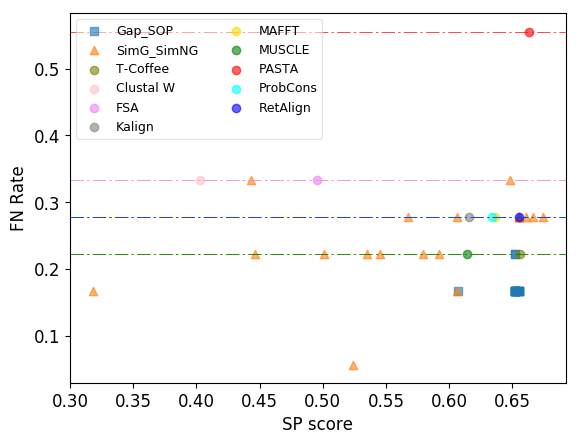 Gap_SOP
SimG_SimNG
T-Coffee
Clustal W
FSA
Kalign
MAFFT
MUSCLE
PASTA
ProbCons
RetAlign
FN Rate
0.5
0.4
0.3
0.2
0.1
0.30 0.35 0.40 0.45 0.50 0.55 0.60 0.65
SP score